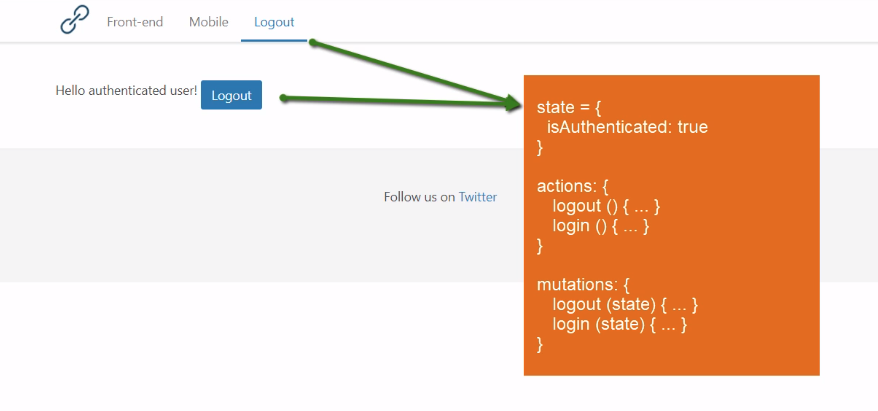 Front-end Mobile Logout
Hello authenticated user! Logout
state = {
isAuthenticated: true
}
actions: {
logout () { ... }
login () { ... }
}
mutations: {
logout (state) { ... }
login (state) { ... }
}
Follow us on Twitter